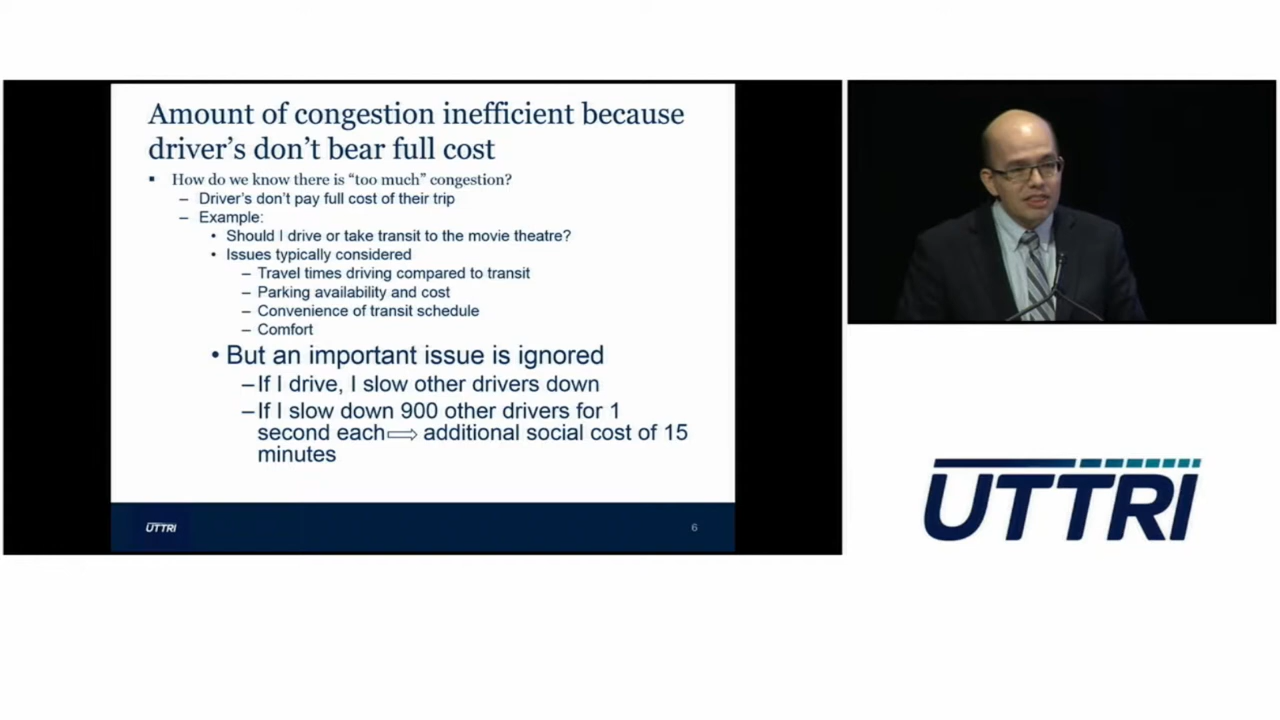 Amount of congestion inefficient because
driver's don't bear full cost
▪ How do we know there is “too much” congestion?
– Driver's don't pay full cost of their trip
– Example:
• Should I drive or take transit to the movie theatre?
• Issues typically considered
– Travel times driving compared to transit
– Parking availability and cost
– Convenience of transit schedule
– Comfort
• But an important issue is ignored
– If I drive, I slow other drivers down
– If I slow down 900 other drivers for 1
second each⟹ additional social cost of 15
minutes
UTTRI
6
UTTRI